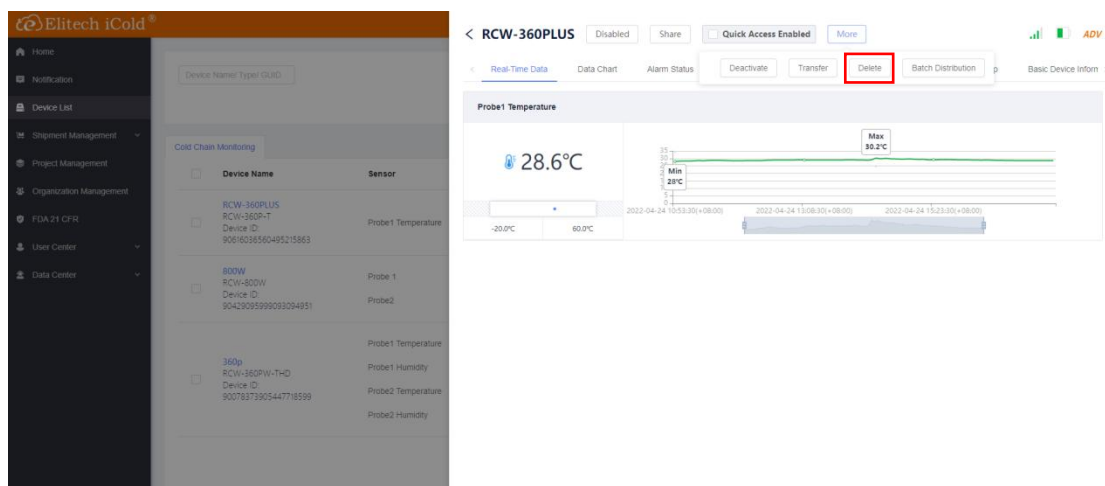 Elitech iCold®
Home
Notification
Device List
Shipment Management
Project Management
Organization Management
FDA 21 CFR
User Center
Data Center
Device Name/ Type/ GUID
Cold Chain Monitoring
Device Name Sensor
RCW-360PLUS
RCW-360P-T
Device ID:
90616036560495215863
Probe1 Temperature
800W
RCW-800W
Device ID:
Probe 1
Probe2
360p
RCW-360PW-THD
Device ID:
90078373905447718599
Probe1 Temperature
Probe1 Humidity
Probe2 Temperature
Probe2 Humidity
< RCW-360PLUS Disabled Share Quick Access Enabled More ADV
< Real-Time Data Data Chart Alarm Status Deactivate Transfer Delete Batch Distribution p Basic Device Inform
Probe1 Temperature
28.6℃
-20.0℃ 60.0℃
Max
30.2℃
Min
28℃
35
30
5
0
2022-04-24 10:53:30(+08:00) 2022-04-24 13:08:30(+08:00) 2022-04-24 15:23:30(+08:00)